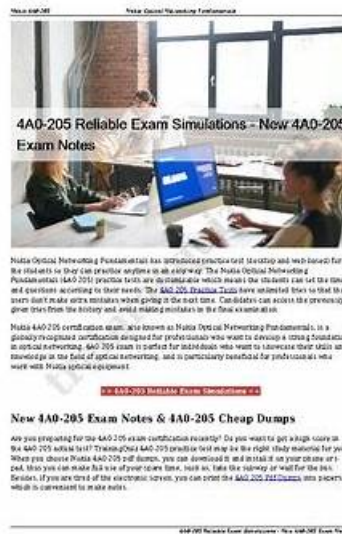 Nokia 4A0-205 Nokia Optical Networking Fundamentals
4A0-205 Reliable Exam Simulations - New 4A0-205
Exam Notes
Nokia Optical Networking Fundamentals has introduced practice test (desktop and web-based) for
the students so they can practice anytime in an easy way. The Nokia Optical Networking
Fundamentals (4A0-205) practice tests are customizable which means the students can set the time
and questions according to their needs. The 4A0-205 Practice Tests have unlimited tries so that the
users don't make extra mistakes when giving it the next time. Candidates can access the previously
given tries from the history and avoid making mistakes in the final examination.
Nokia 4A0-205 certification exam, also known as Nokia Optical Networking Fundamentals, is a
globally recognized certification designed for professionals who want to develop a strong foundation
in optical networking. 4A0-205 exam is perfect for individuals who want to showcase their skills and
knowledge in the field of optical networking, and is particularly beneficial for professionals who
work with Nokia optical equipment.
>> 4A0-205 Reliable Exam Simulations <<
New 4A0-205 Exam Notes & 4A0-205 Cheap Dumps
Are you preparing for the 4A0-205 exam certification recently? Do you want to get a high score in
the 4A0-205 actual test? TrainingQuiz 4A0-205 practice test may be the right study material for you.
When you choose Nokia 4A0-205 pdf dumps, you can download it and install it on your phone or i-
pad, thus you can make full use of your spare time, such as, take the subway or wait for the bus.
Besides, if you are tired of the electronic screen, you can print the 4A0-205 Pdf Dumps into papers,
which is convenient to make notes.
4A0-205 Reliable Exam Simulations - New 4A0-205 Exam